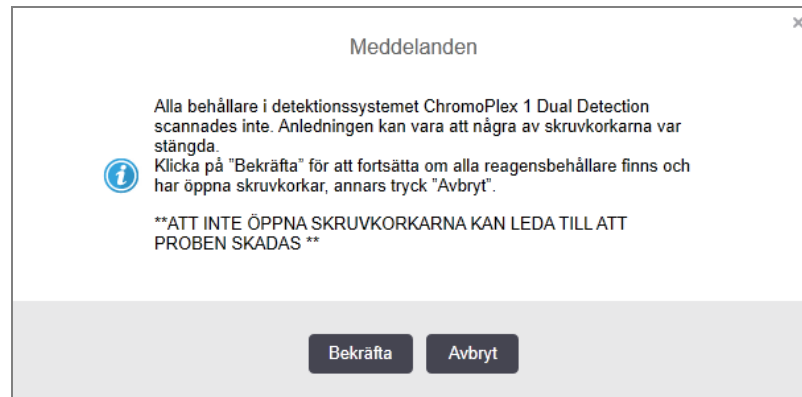 Meddelanden
Alla behållare i detektionssystemet ChromoPlex 1 Dual Detection
scannades inte. Anledningen kan vara att några av skruvkorkarna var
stängda.
Klicka på ”Bekräfta” för att fortsätta om alla reagensbehållare finns och
har öppna skruvkorkar, annars tryck ”Avbryt”.
**ATT INTE ÖPPNA SKRUVKORKARNA KAN LEDA TILL ATT
PROBEN SKADAS **
Bekräfta Avbryt